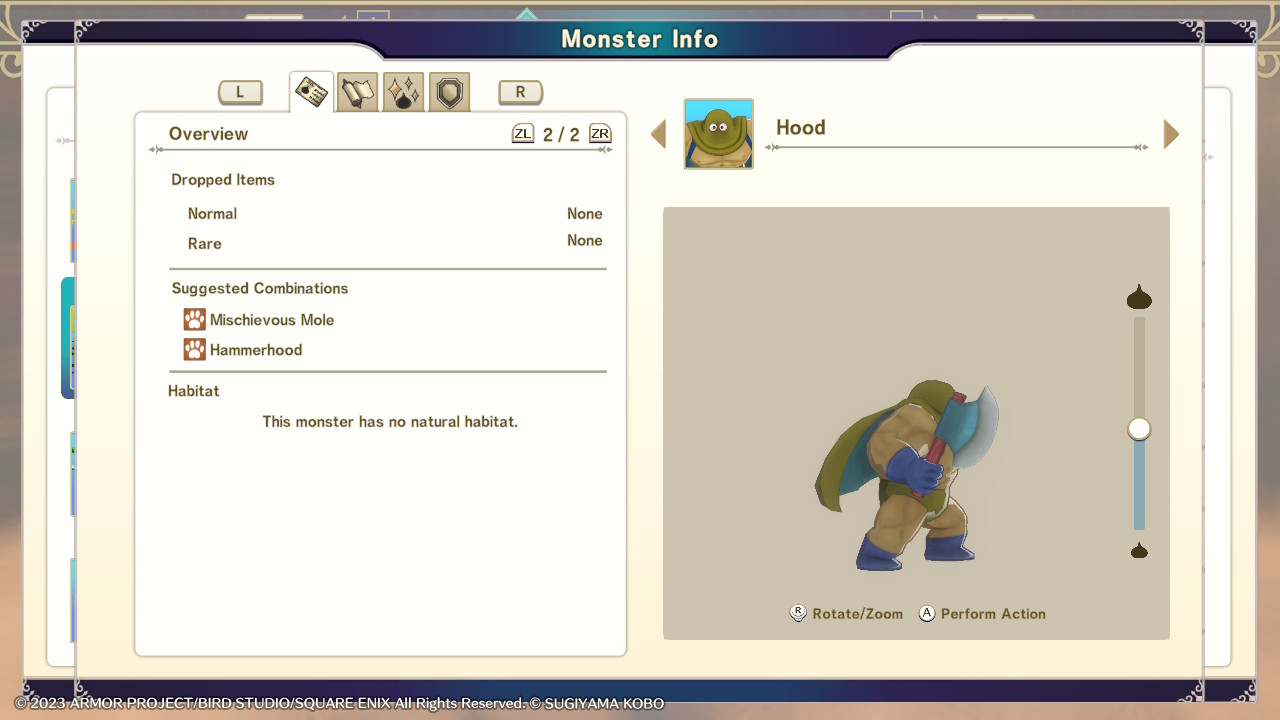 Monster Info
L
R
Overview
ZL 2 / 2 ZR
Hood
Dropped Items
Normal None
Rare None
Suggested Combinations
Mischievous Mole
Hammerhood
Habitat
This monster has no natural habitat.
R Rotate/Zoom A Perform Action
© 2023 ARMOR PROJECT/BIRD STUDIO/SQUARE ENIX All Rights Reserved. © SUGIYAMA KOBO